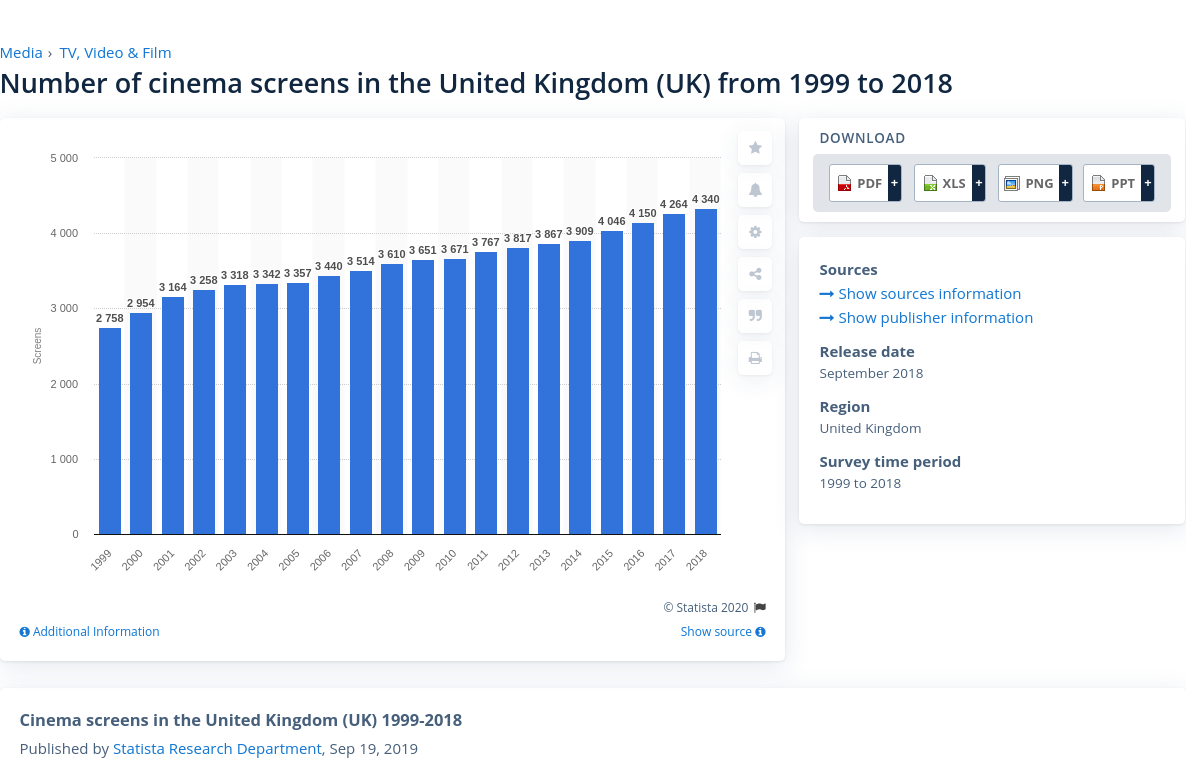 Media › TV, Video & Film
Number of cinema screens in the United Kingdom (UK) from 1999 to 2018
5 000
4 000
3 000
2 000
1 000
0
Screens
2 758
2 954
3 164
3 258
3 318
3 342
3 357
3 440
3 514
3 610
3 651
3 671
3 767
3 817
3 867
3 909
4 046
4 150
4 264
4 340
1999
2000
2001
2002
2003
2004
2005
2006
2007
2008
2009
2010
2011
2012
2013
2014
2015
2016
2017
2018
© Statista 2020
Additional Information
Show source
DOWNLOAD
PDF +
XLS +
PNG +
PPT +
Sources
Show sources information
Show publisher information
Release date
September 2018
Region
United Kingdom
Survey time period
1999 to 2018
Cinema screens in the United Kingdom (UK) 1999-2018
Published by Statista Research Department, Sep 19, 2019